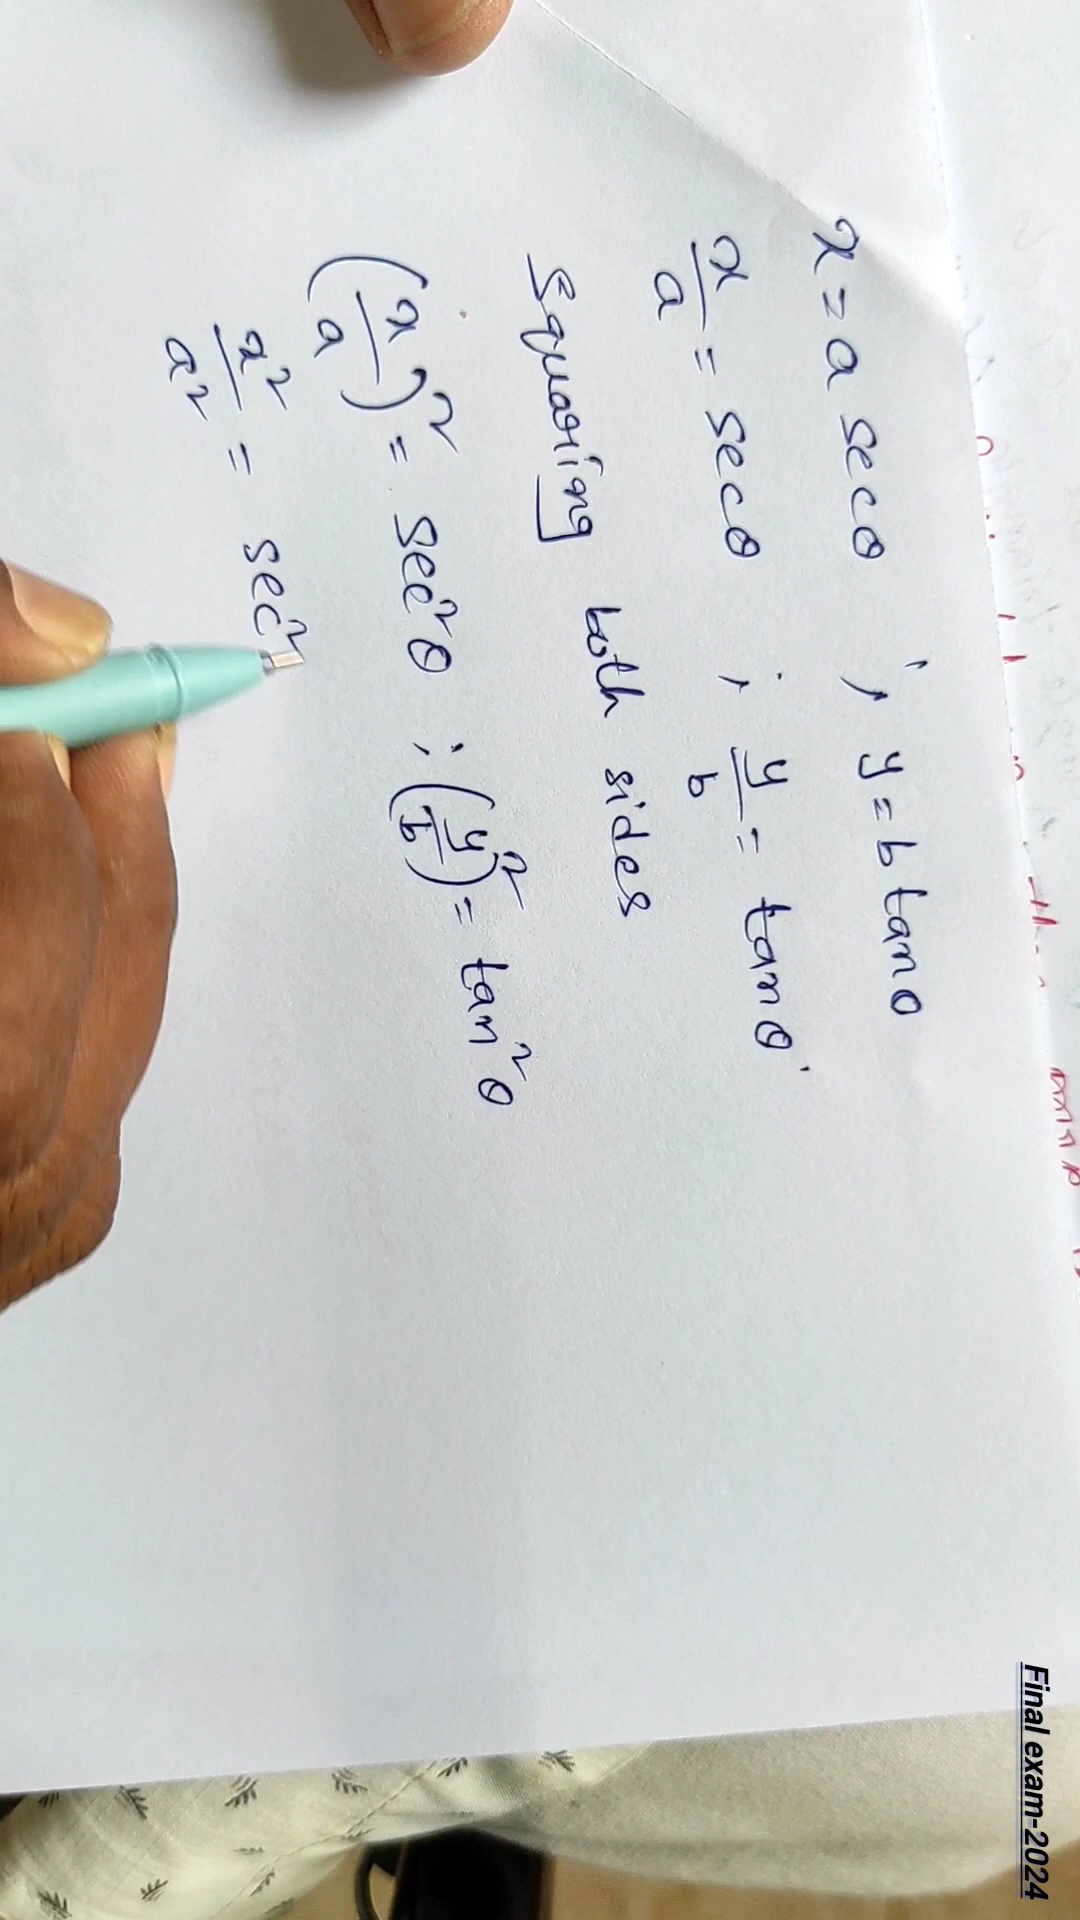 x = a secθ ; y = b tanθ
x/a = secθ ; y/b = tanθ
Squaring both sides
(x/a)² = sec²θ ; (y/b)² = tan²θ
x²/a² = sec²
Final exam-2024